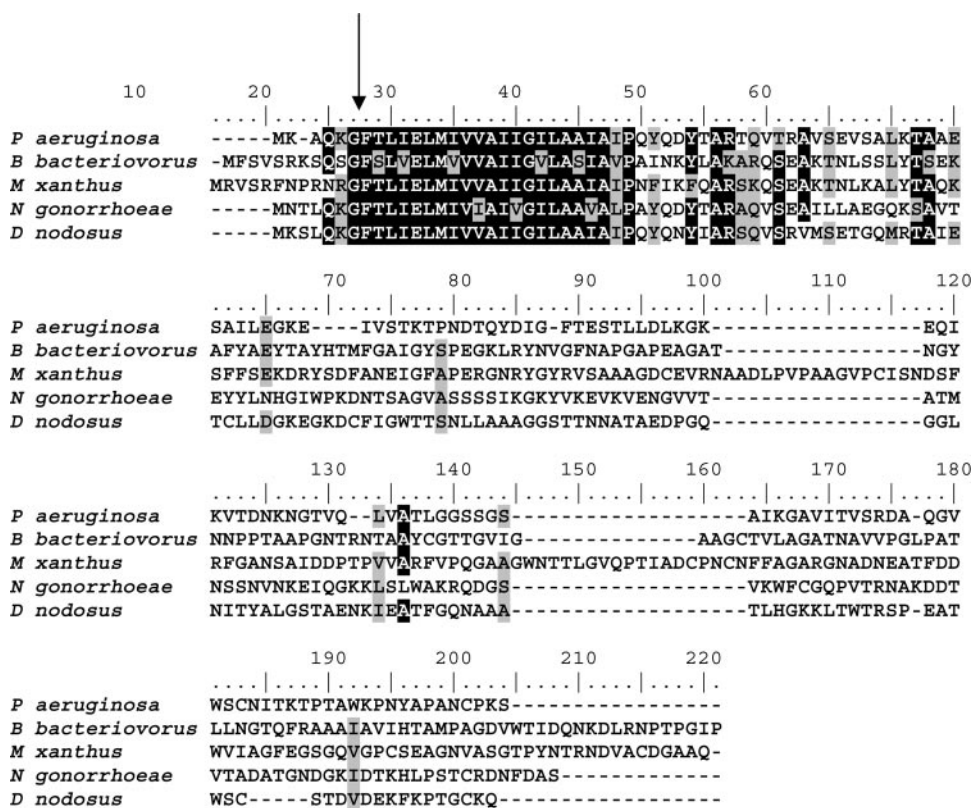 10 20 30 40 50 60
....|....|....|....|....|....|....|....|....|....|....|....|
P aeruginosa -----MK-AQKGFTLIELMIVVAIIGILAAIAIPQYQDYTARTQVTRAVSEVSALKTAAE
B bacteriovorus -MFSVSRKSQSGFSLVELMVVVAIIGVLASIAVPAINKYLAKARQSEAKTNLSSLYTSEK
M xanthus MRVSRFNPRNRGFTLIELMIVVAIIGILAAIAIPNFIKFQARSKQSEAKTNLKALYTAQK
N gonorrhoeae -----MNTLQKGFTLIELMIVIAIVGILAAVALPAYQDYTARAQVSEAILLAEGQKSAVT
D nodosus -----MKSLQKGFTLIELMIVVAIIGILAAIAIPQYQNYIARSQVSRVMSETGQMRTAIE
70 80 90 100 110 120
....|....|....|....|....|....|....|....|....|....|....|....|
P aeruginosa SAILEGKE----IVSTKTPNDTQYDIG-FTESTLLDLKGK-----------------EQI
B bacteriovorus AFYAEYTAYHTMFGAIGYSPEGKLRYNVGFNAPGAPEAGAT----------------NGY
M xanthus SFFSEKDRYSDFANEIGFAPERGNRYGYRVSAAAGDCEVRNAADLPVPAAGVPCISNDSF
N gonorrhoeae EYYLNHGIWPKDNTSAGVASSSSIKGKYVKEVKVENGVVT-----------------ATM
D nodosus TCLLDGKEGKDCFIGWTTSNLLAAAGGSTTNNATAEDPGQ-----------------GGL
130 140 150 160 170 180
....|....|....|....|....|....|....|....|....|....|....|....|
P aeruginosa KVTDNKNGTVQ--LVATLGGSSGS------------------AIKGAVITVSRDA-QGV
B bacteriovorus NNPPTAAPGNTRNTAAYCGTTGVIG--------------AAGCTVLAGATNAVVPGLPAT
M xanthus RFGANSAIDDPTPVVARFVPQGAAGWNTTLGVQPTIADCPNCNFFAGARGNADNEATFDD
N gonorrhoeae NSSNVNKEIQGKKLSLWAKRQDGS------------------VKWFCGQPVTRNAKDDT
D nodosus NITYALGSTAENKIEATFGQNAAA------------------TLHGKKLTWTRSP-EAT
190 200 210 220
....|....|....|....|....|....|....|....|.
P aeruginosa WSCNITKTPTAWKPNYAPANCPKS-----------------
B bacteriovorus LLNGTQFRAAAIAVIHTAMPAGDVWTIDQNKDLRNPTPGIP
M xanthus WVIAGFEGSGQVGPCSEAGNVASGTPYNTRNDVACDGAAQ-
N gonorrhoeae VTADATGNDGKIDTKHLPSTCRDNFDAS-------------
D nodosus WSC-----STDVDEKFKPTGCKQ------------------